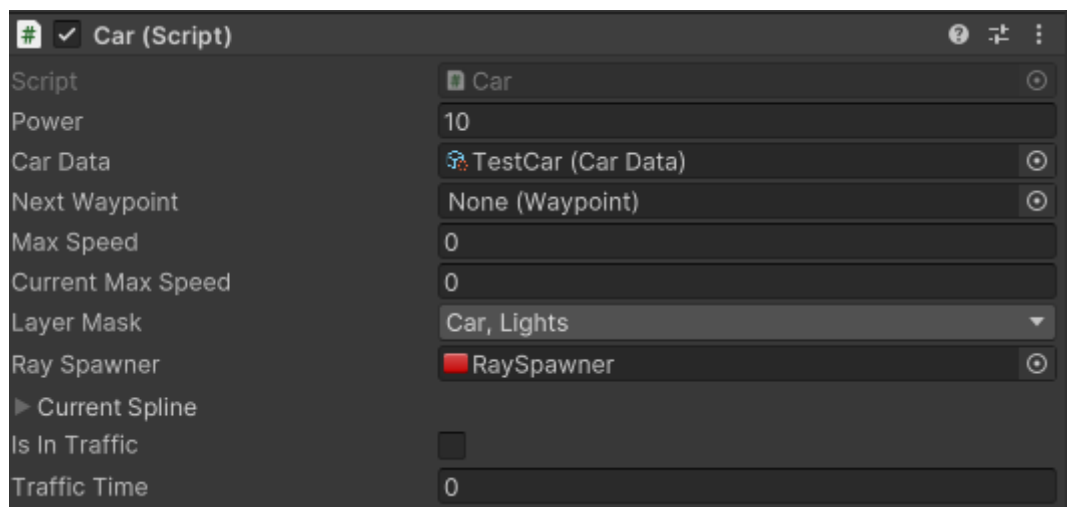 # Car (Script)
Script # Car
Power 10
Car Data TestCar (Car Data)
Next Waypoint None (Waypoint)
Max Speed 0
Current Max Speed 0
Layer Mask Car, Lights
Ray Spawner RaySpawner
Current Spline
Is In Traffic
Traffic Time 0